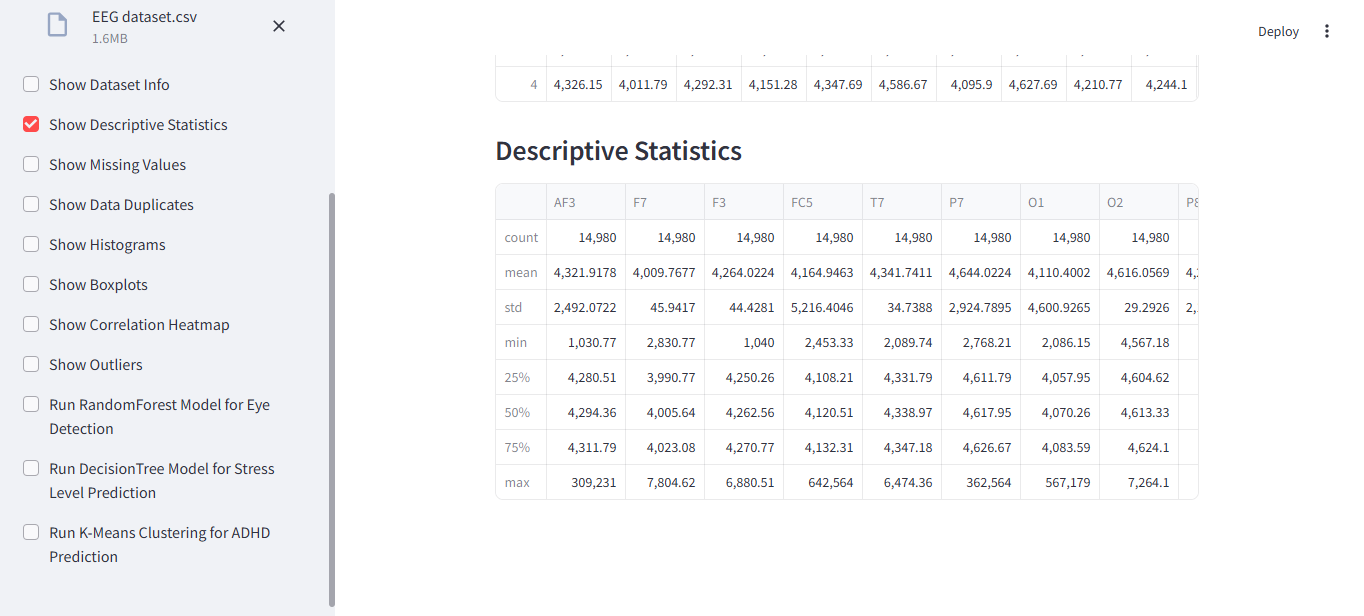 EEG dataset.csv
1.6MB
Show Dataset Info
Show Descriptive Statistics
Show Missing Values
Show Data Duplicates
Show Histograms
Show Boxplots
Show Correlation Heatmap
Show Outliers
Run RandomForest Model for Eye
Detection
Run DecisionTree Model for Stress
Level Prediction
Run K-Means Clustering for ADHD
Prediction
Deploy
4 4,326.15 4,011.79 4,292.31 4,151.28 4,347.69 4,586.67 4,095.9 4,627.69 4,210.77 4,244.1
Descriptive Statistics
AF3 F7 F3 FC5 T7 P7 O1 O2
count 14,980 14,980 14,980 14,980 14,980 14,980 14,980 14,980
mean 4,321.9178 4,009.7677 4,264.0224 4,164.9463 4,341.7411 4,644.0224 4,110.4002 4,616.0569
std 2,492.0722 45.9417 44.4281 5,216.4046 34.7388 2,924.7895 4,600.9265 29.2926
min 1,030.77 2,830.77 1,040 2,453.33 2,089.74 2,768.21 2,086.15 4,567.18
25% 4,280.51 3,990.77 4,250.26 4,108.21 4,331.79 4,611.79 4,057.95 4,604.62
50% 4,294.36 4,005.64 4,262.56 4,120.51 4,338.97 4,617.95 4,070.26 4,613.33
75% 4,311.79 4,023.08 4,270.77 4,132.31 4,347.18 4,626.67 4,083.59 4,624.1
max 309,231 7,804.62 6,880.51 642,564 6,474.36 362,564 567,179 7,264.1